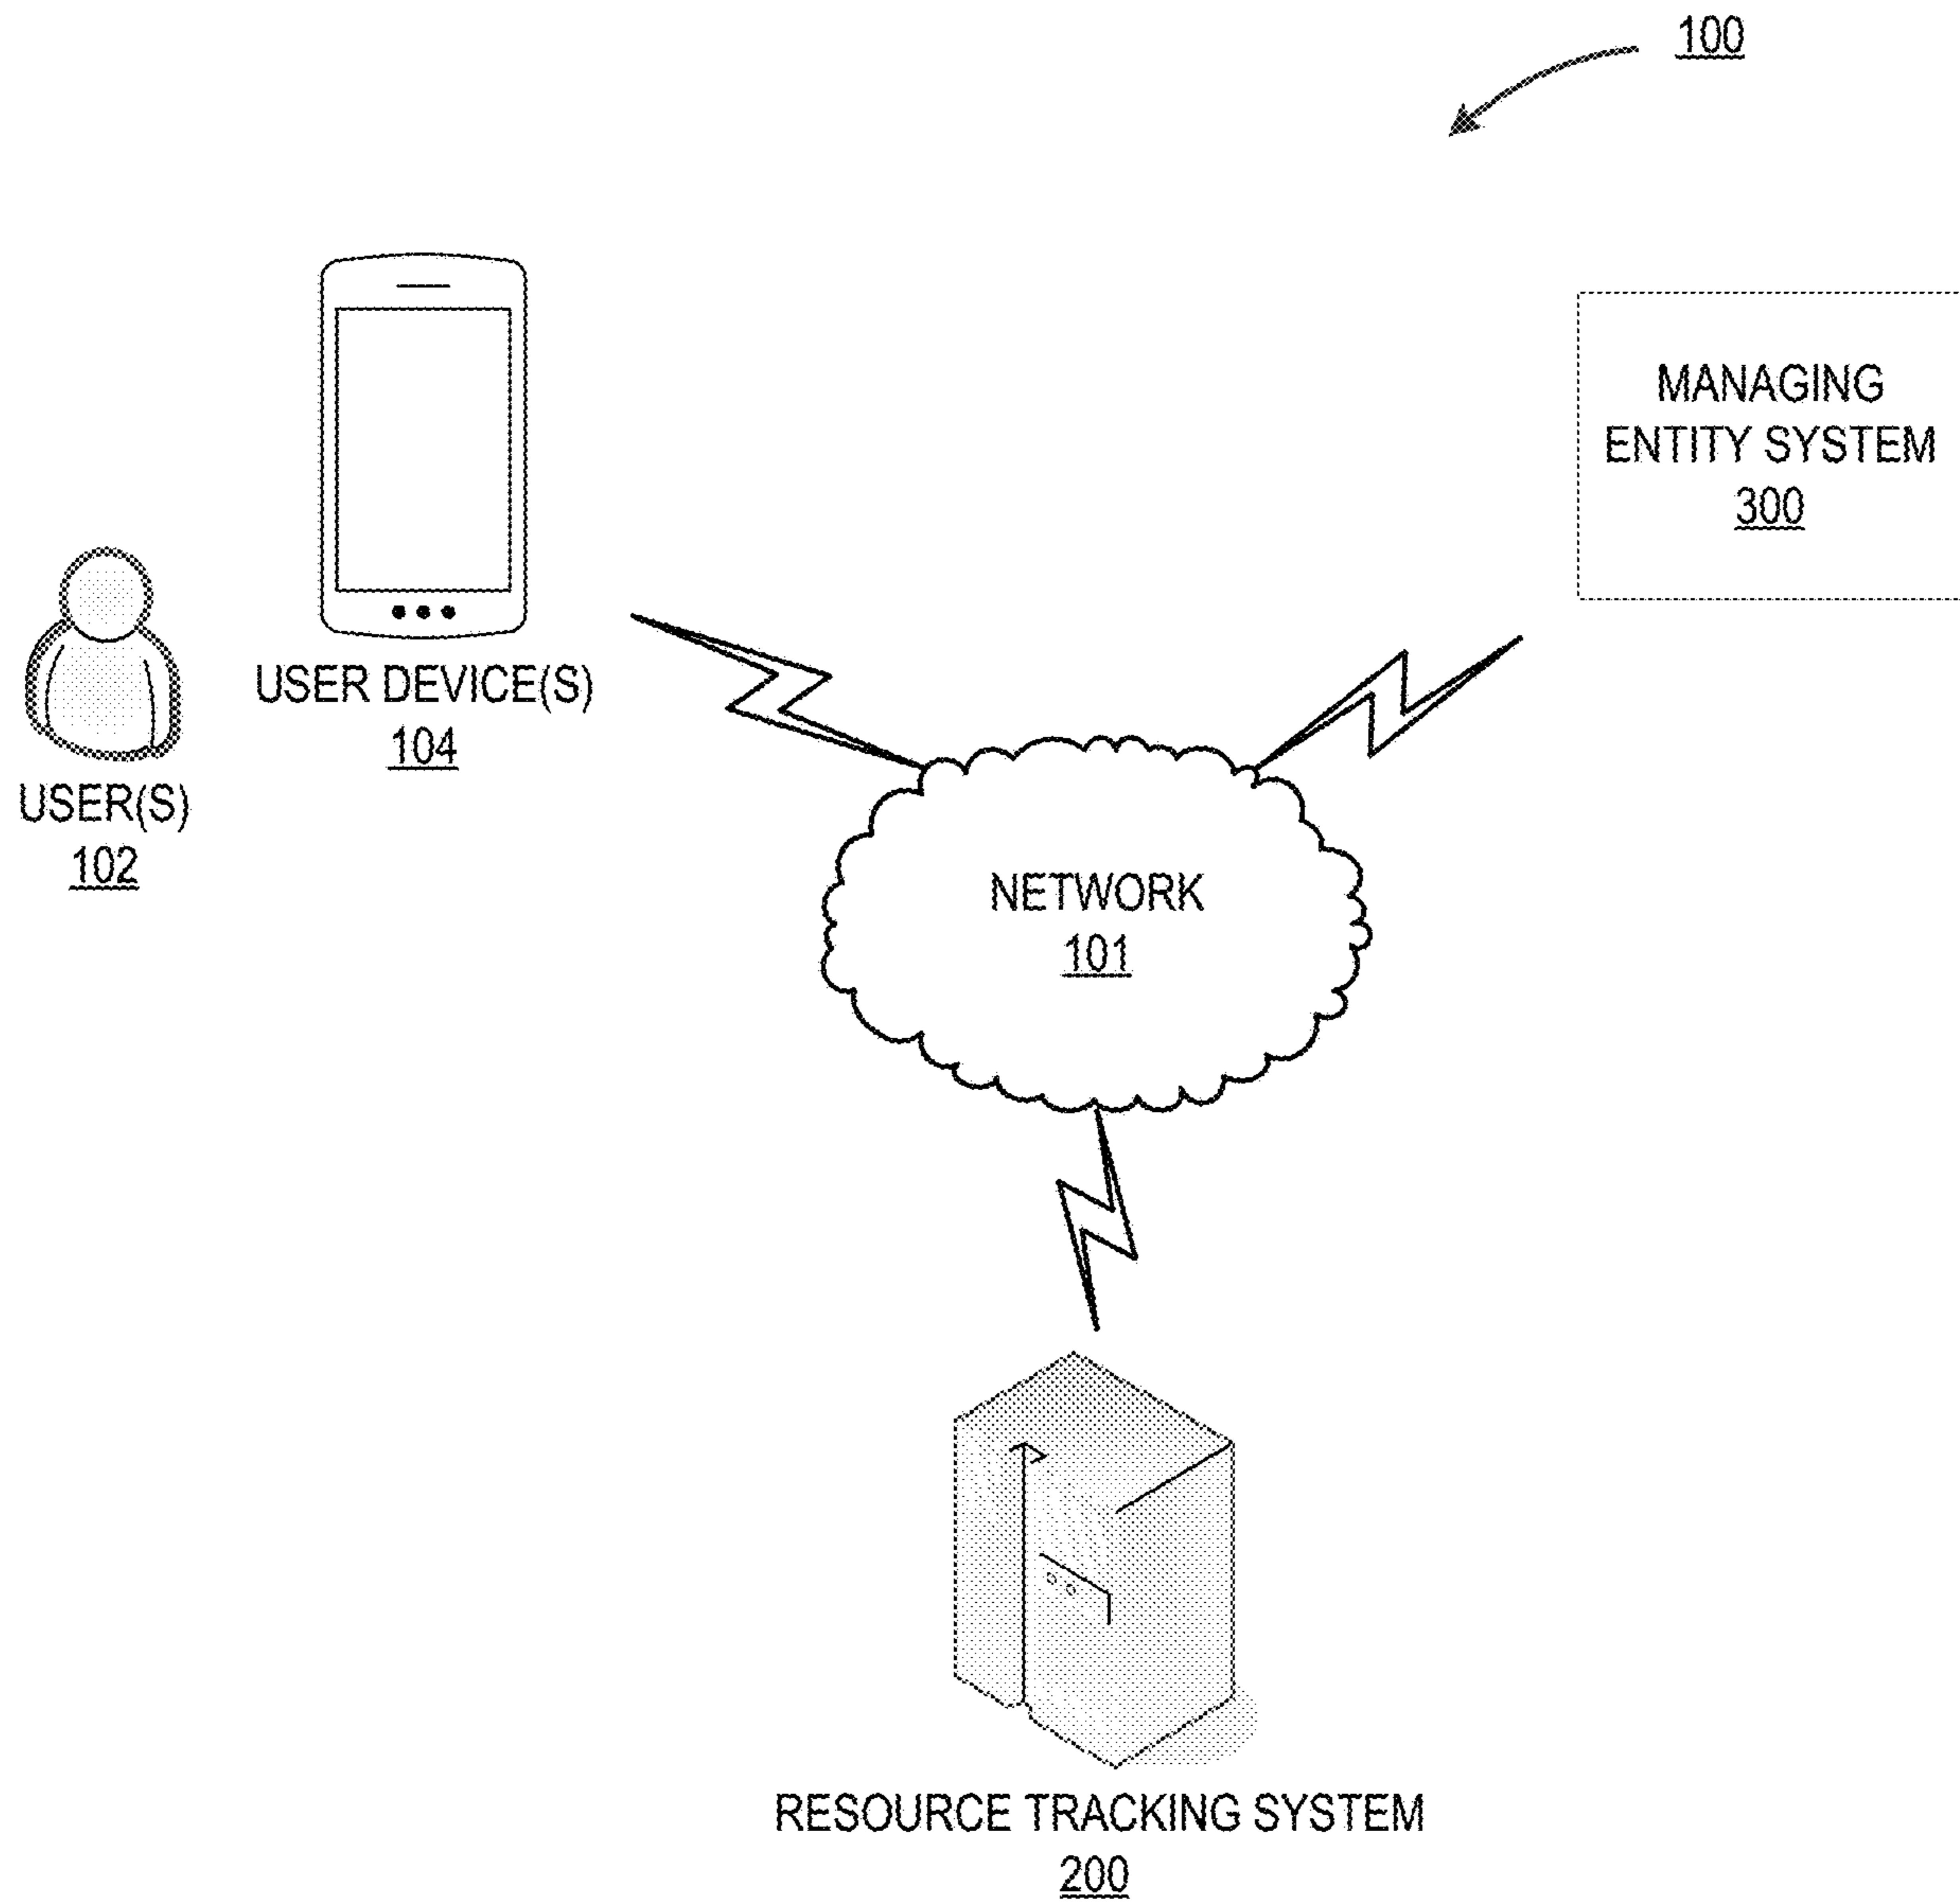 100
MANAGING
ENTITY SYSTEM
300
USER DEVICE(S)
104
USER(S)
102
NETWORK
101
RESOURCE TRACKING SYSTEM
200